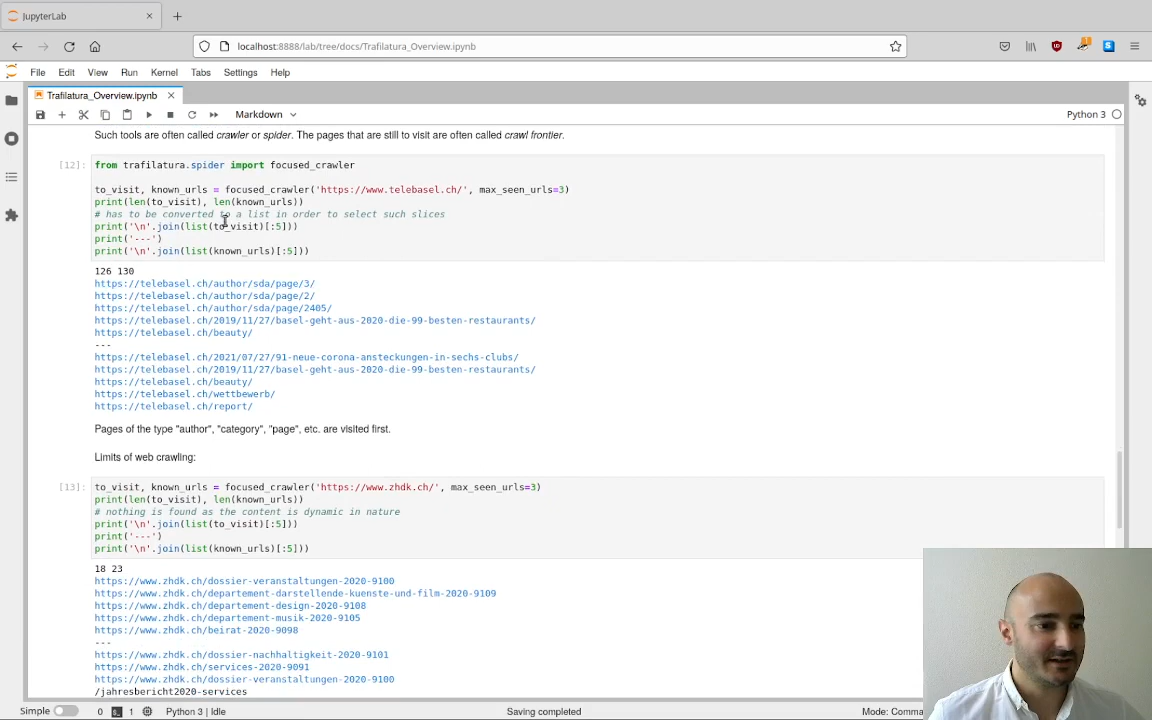 JupyterLab
localhost:8888/lab/tree/docs/Trafilatura_Overview.ipynb
File Edit View Run Kernel Tabs Settings Help
Trafilatura_Overview.ipynb
Markdown
Python 3
Such tools are often called crawler or spider. The pages that are still to visit are often called crawl frontier.
[12]: from trafilatura.spider import focused_crawler
to_visit, known_urls = focused_crawler('https://www.telebasel.ch/', max_seen_urls=3)
print(len(to_visit), len(known_urls))
# has to be converted to a list in order to select such slices
print('\n'.join(list(to_visit)[:5]))
print('---')
print('\n'.join(list(known_urls)[:5]))
126 130
https://telebasel.ch/author/sda/page/3/
https://telebasel.ch/author/sda/page/2/
https://telebasel.ch/author/sda/page/2405/
https://telebasel.ch/2019/11/27/basel-geht-aus-2020-die-99-besten-restaurants/
https://telebasel.ch/beauty/
---
https://telebasel.ch/2021/07/27/91-neue-corona-ansteckungen-in-sechs-clubs/
https://telebasel.ch/2019/11/27/basel-geht-aus-2020-die-99-besten-restaurants/
https://telebasel.ch/beauty/
https://telebasel.ch/wettbewerb/
https://telebasel.ch/report/
Pages of the type "author", "category", "page", etc. are visited first.
Limits of web crawling:
[13]: to_visit, known_urls = focused_crawler('https://www.zhdk.ch/', max_seen_urls=3)
print(len(to_visit), len(known_urls))
# nothing is found as the content is dynamic in nature
print('\n'.join(list(to_visit)[:5]))
print('---')
print('\n'.join(list(known_urls)[:5]))
18 23
https://www.zhdk.ch/dossier-veranstaltungen-2020-9100
https://www.zhdk.ch/departement-darstellende-kuenste-und-film-2020-9109
https://www.zhdk.ch/departement-design-2020-9108
https://www.zhdk.ch/departement-musik-2020-9105
https://www.zhdk.ch/beirat-2020-9098
---
https://www.zhdk.ch/dossier-nachhaltigkeit-2020-9101
https://www.zhdk.ch/services-2020-9091
https://www.zhdk.ch/dossier-veranstaltungen-2020-9100
/jahresbericht2020-services
Simple 0 1 Python 3 | Idle Saving completed Mode: Comma